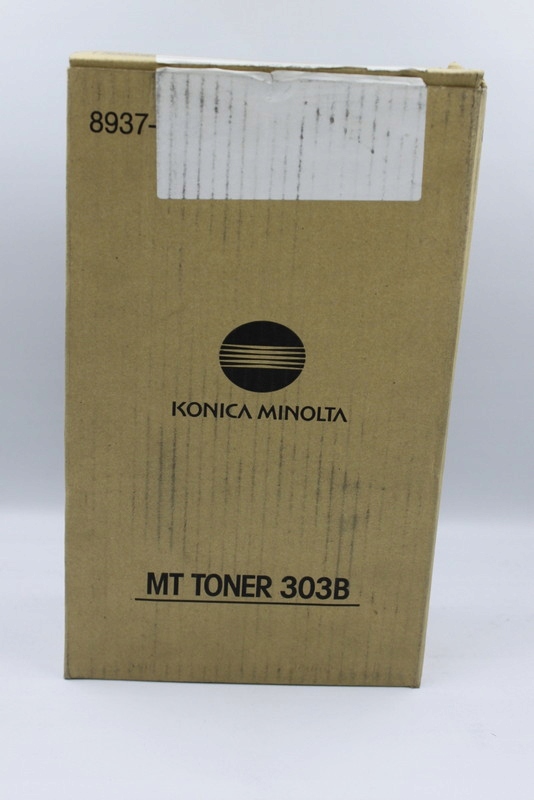 8937-
KONICA MINOLTA
MT TONER 303B